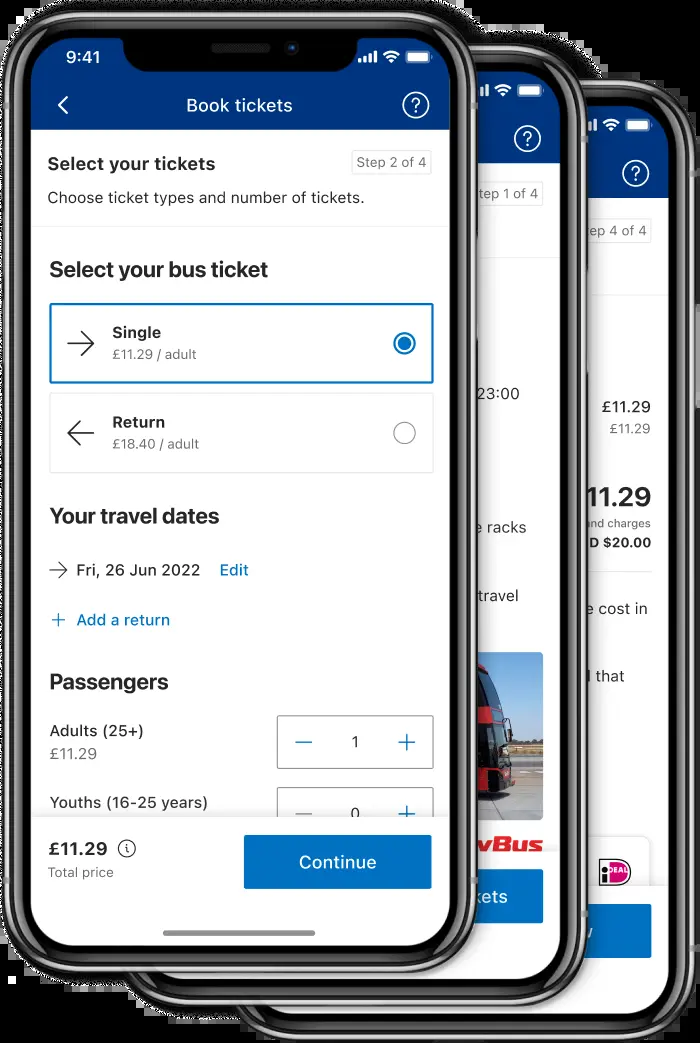 9:41
Book tickets
Select your tickets
Step 2 of 4
Choose ticket types and number of tickets.
Select your bus ticket
Single
£11.29 / adult
Return
£18.40 / adult
Your travel dates
Fri, 26 Jun 2022 Edit
+ Add a return
Passengers
Adults (25+)
£11.29
1
Youths (16-25 years)
0
£11.29
Total price
Continue
tep 1 of 4
23:00
e racks
travel
vBus
kets
ep 4 of 4
£11.29
£11.29
11.29
and charges
D $20.00
e cost in
that
iDEAL